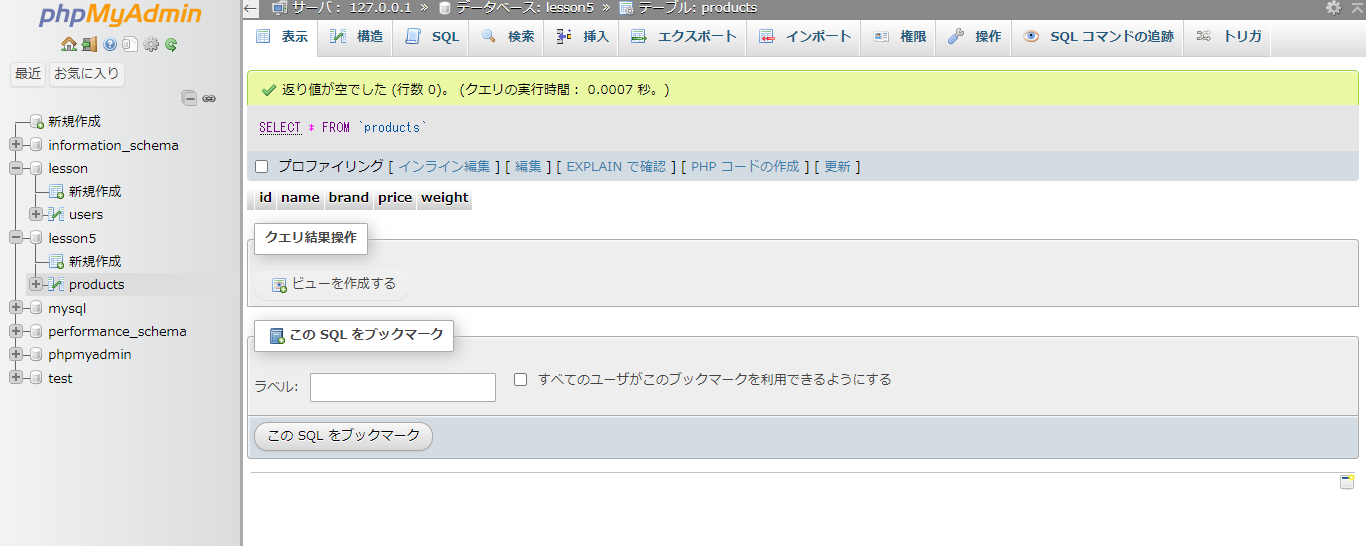 phpMyAdmin
最近 お気に入り
新規作成
information_schema
lesson
新規作成
users
lesson5
新規作成
products
mysql
performance_schema
phpmyadmin
test
サーバ: 127.0.0.1 » データベース: lesson5 » テーブル: products
表示 構造 SQL 検索 挿入 エクスポート インポート 権限 操作 SQL コマンドの追跡 トリガ
返り値が空でした (行数 0)。 (クエリの実行時間: 0.0007 秒。)
SELECT * FROM `products`
プロファイリング [ インライン編集 ] [ 編集 ] [ EXPLAIN で確認 ] [ PHP コードの作成 ] [ 更新 ]
id name brand price weight
クエリ結果操作
ビューを作成する
この SQL をブックマーク
ラベル: すべてのユーザがこのブックマークを利用できるようにする
この SQL をブックマーク